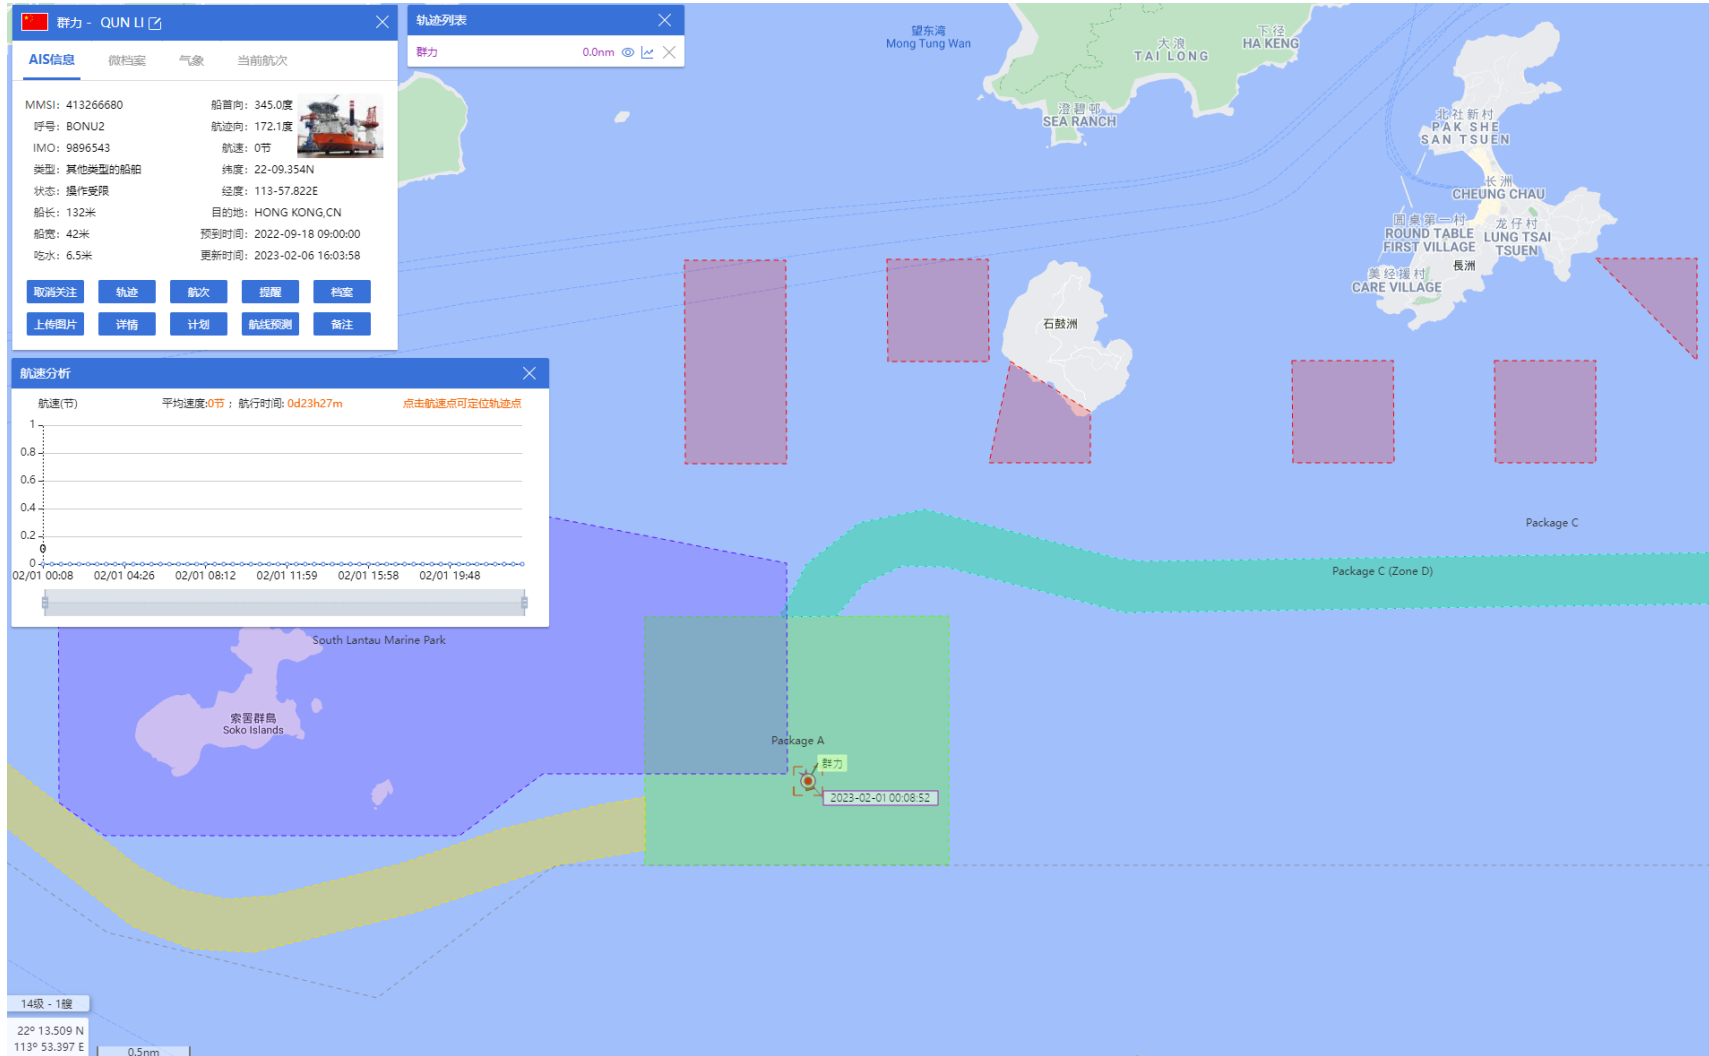 群力 - QUN LI
AIS信息 微档案 气象 当前航次
MMSI: 413266680 船首向: 345.0度
呼号: BONU2 航迹向: 172.1度
IMO: 9896543 航速: 0节
类型: 其他类型的船舶 纬度: 22-09.354N
状态: 操作受限 经度: 113-57.822E
船长: 132米 目的地: HONG KONG,CN
船宽: 42米 预到时间: 2022-09-18 09:00:00
吃水: 6.5米 更新时间: 2023-02-06 16:03:58
取消关注 轨迹 航次 提醒 档案
上传图片 详情 计划 航线预测 备注
轨迹列表
群力 0.0nm
航速分析
航速(节) 平均速度:0节 ; 航行时间: 0d23h27m 点击航速点可定位轨迹点
1
0.8
0.6
0.4
0.2
0
0
02/01 00:08 02/01 04:26 02/01 08:12 02/01 11:59 02/01 15:58 02/01 19:48
望东湾
Mong Tung Wan
大浪
TAI LONG
下径
HA KENG
澄碧邨
SEA RANCH
北社新村
PAK SHE
SAN TSUEN
长洲
CHEUNG CHAU
圆桌第一村
ROUND TABLE
FIRST VILLAGE
龙仔村
LUNG TSAI
TSUEN
長洲
美经援村
CARE VILLAGE
石鼓洲
Package C
Package C (Zone D)
South Lantau Marine Park
索罟群島
Soko Islands
Package A
群力
2023-02-01 00:08:52
14级 - 1艘
22º 13.509 N
113º 53.397 E
0.5nm